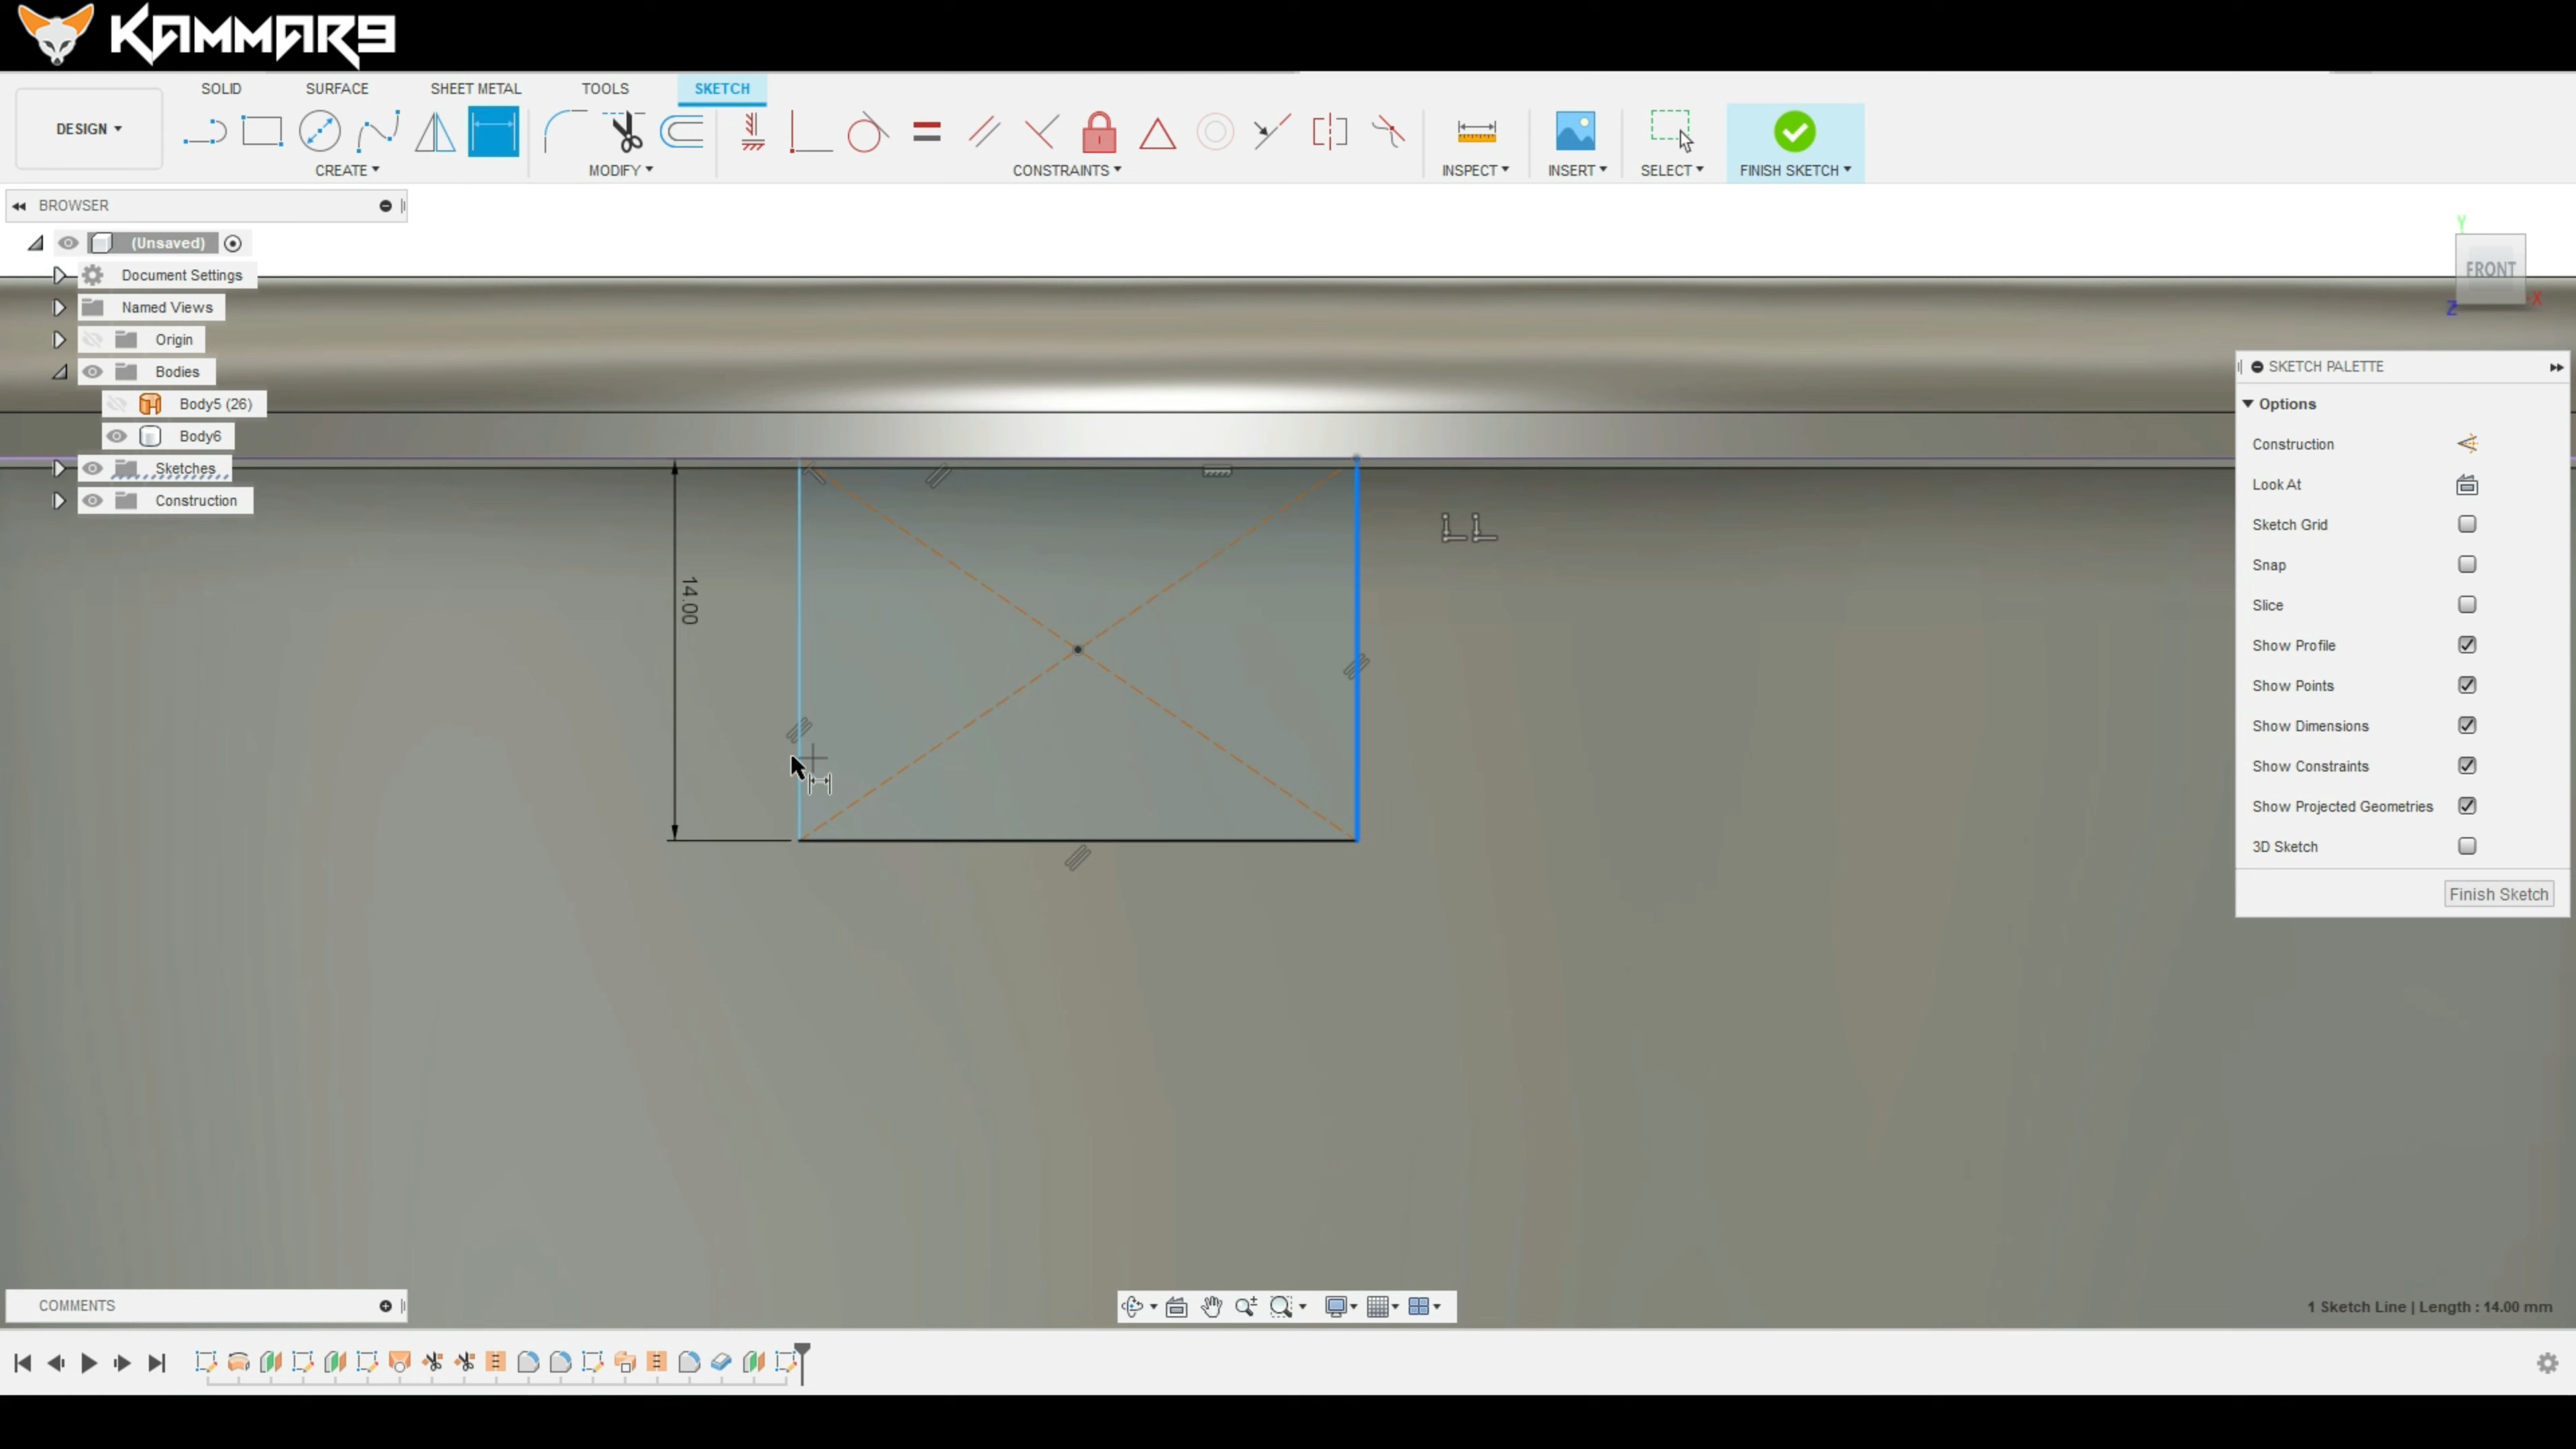 KAMMAR9
SOLID SURFACE SHEET METAL TOOLS SKETCH
DESIGN
CREATE MODIFY CONSTRAINTS INSPECT INSERT SELECT FINISH SKETCH
BROWSER
(Unsaved)
Document Settings
Named Views
Origin
Bodies
Body5 (26)
Body6
Sketches
Construction
14.00
Y
FRONT
Z
X
SKETCH PALETTE
Options
Construction
Look At
Sketch Grid
Snap
Slice
Show Profile
Show Points
Show Dimensions
Show Constraints
Show Projected Geometries
3D Sketch
Finish Sketch
COMMENTS
1 Sketch Line | Length : 14.00 mm